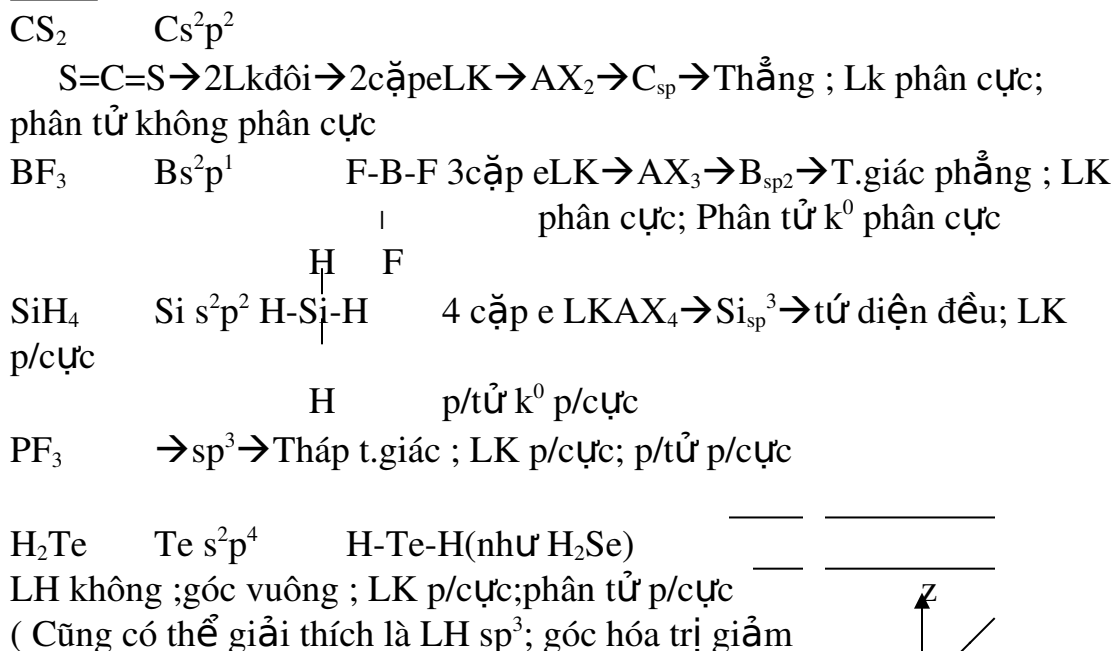 CS₂ Cs²p²
S=C=S→2Lkđôi→2cặpeLK→AX₂→C_sp→Thẳng ; Lk phân cực;
phân tử không phân cực
BF₃ Bs²p¹ F-B-F 3cặp eLK→AX₃→B_sp2→T.giác phẳng ; LK
phân cực; Phân tử k⁰ phân cực
H F
SiH₄ Si s²p² H-Si-H 4 cặp e LKAX₄→Si_sp³→tứ diện đều; LK
p/cực
H p/tử k⁰ p/cực
PF₃ →sp³→Tháp t.giác ; LK p/cực; p/tử p/cực
H₂Te Te s²p⁴ H-Te-H(như H₂Se)
LH không ;góc vuông ; LK p/cực;phân tử p/cực
Z
( Cũng có thể giải thích là LH sp³; góc hóa trị giảm